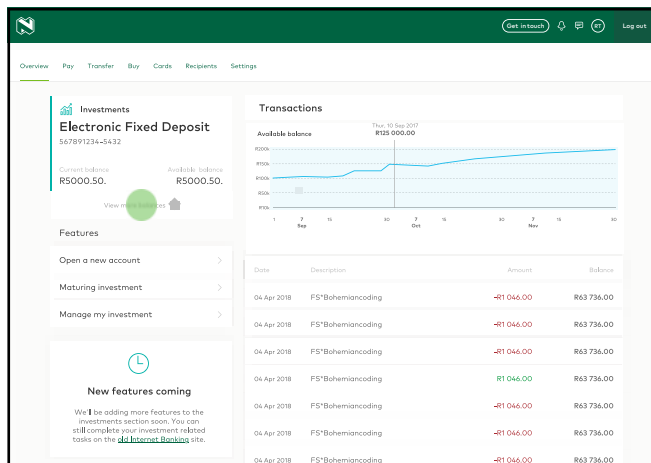 Get in touch
RT
Log out
Overview Pay Transfer Buy Cards Recipients Settings
Investments
Electronic Fixed Deposit
567891234-5432
Current balance Available balance
R5000.50. R5000.50.
View more balances
Features
Open a new account
Maturing investment
Manage my investment
New features coming
We'll be adding more features to the
investments section soon. You can
still complete your investment related
tasks on the old Internet Banking site.
Transactions
Available balance
Thur, 10 Sep 2017
R125 000.00
R200k
R150k
R100k
R50k
R10k
1 7 15 30 7 15 30 7 15 30
Sep Oct Nov
Date Description Amount Balance
04 Apr 2018 FS*Bohemiancoding -R1 046.00 R63 736.00
04 Apr 2018 FS*Bohemiancoding -R1 046.00 R63 736.00
04 Apr 2018 FS*Bohemiancoding -R1 046.00 R63 736.00
04 Apr 2018 FS*Bohemiancoding R1 046.00 R63 736.00
04 Apr 2018 FS*Bohemiancoding -R1 046.00 R63 736.00
04 Apr 2018 FS*Bohemiancoding -R1 046.00 R63 736.00
04 Apr 2018 FS*Bohemiancoding -R1 046.00 R63 736.00